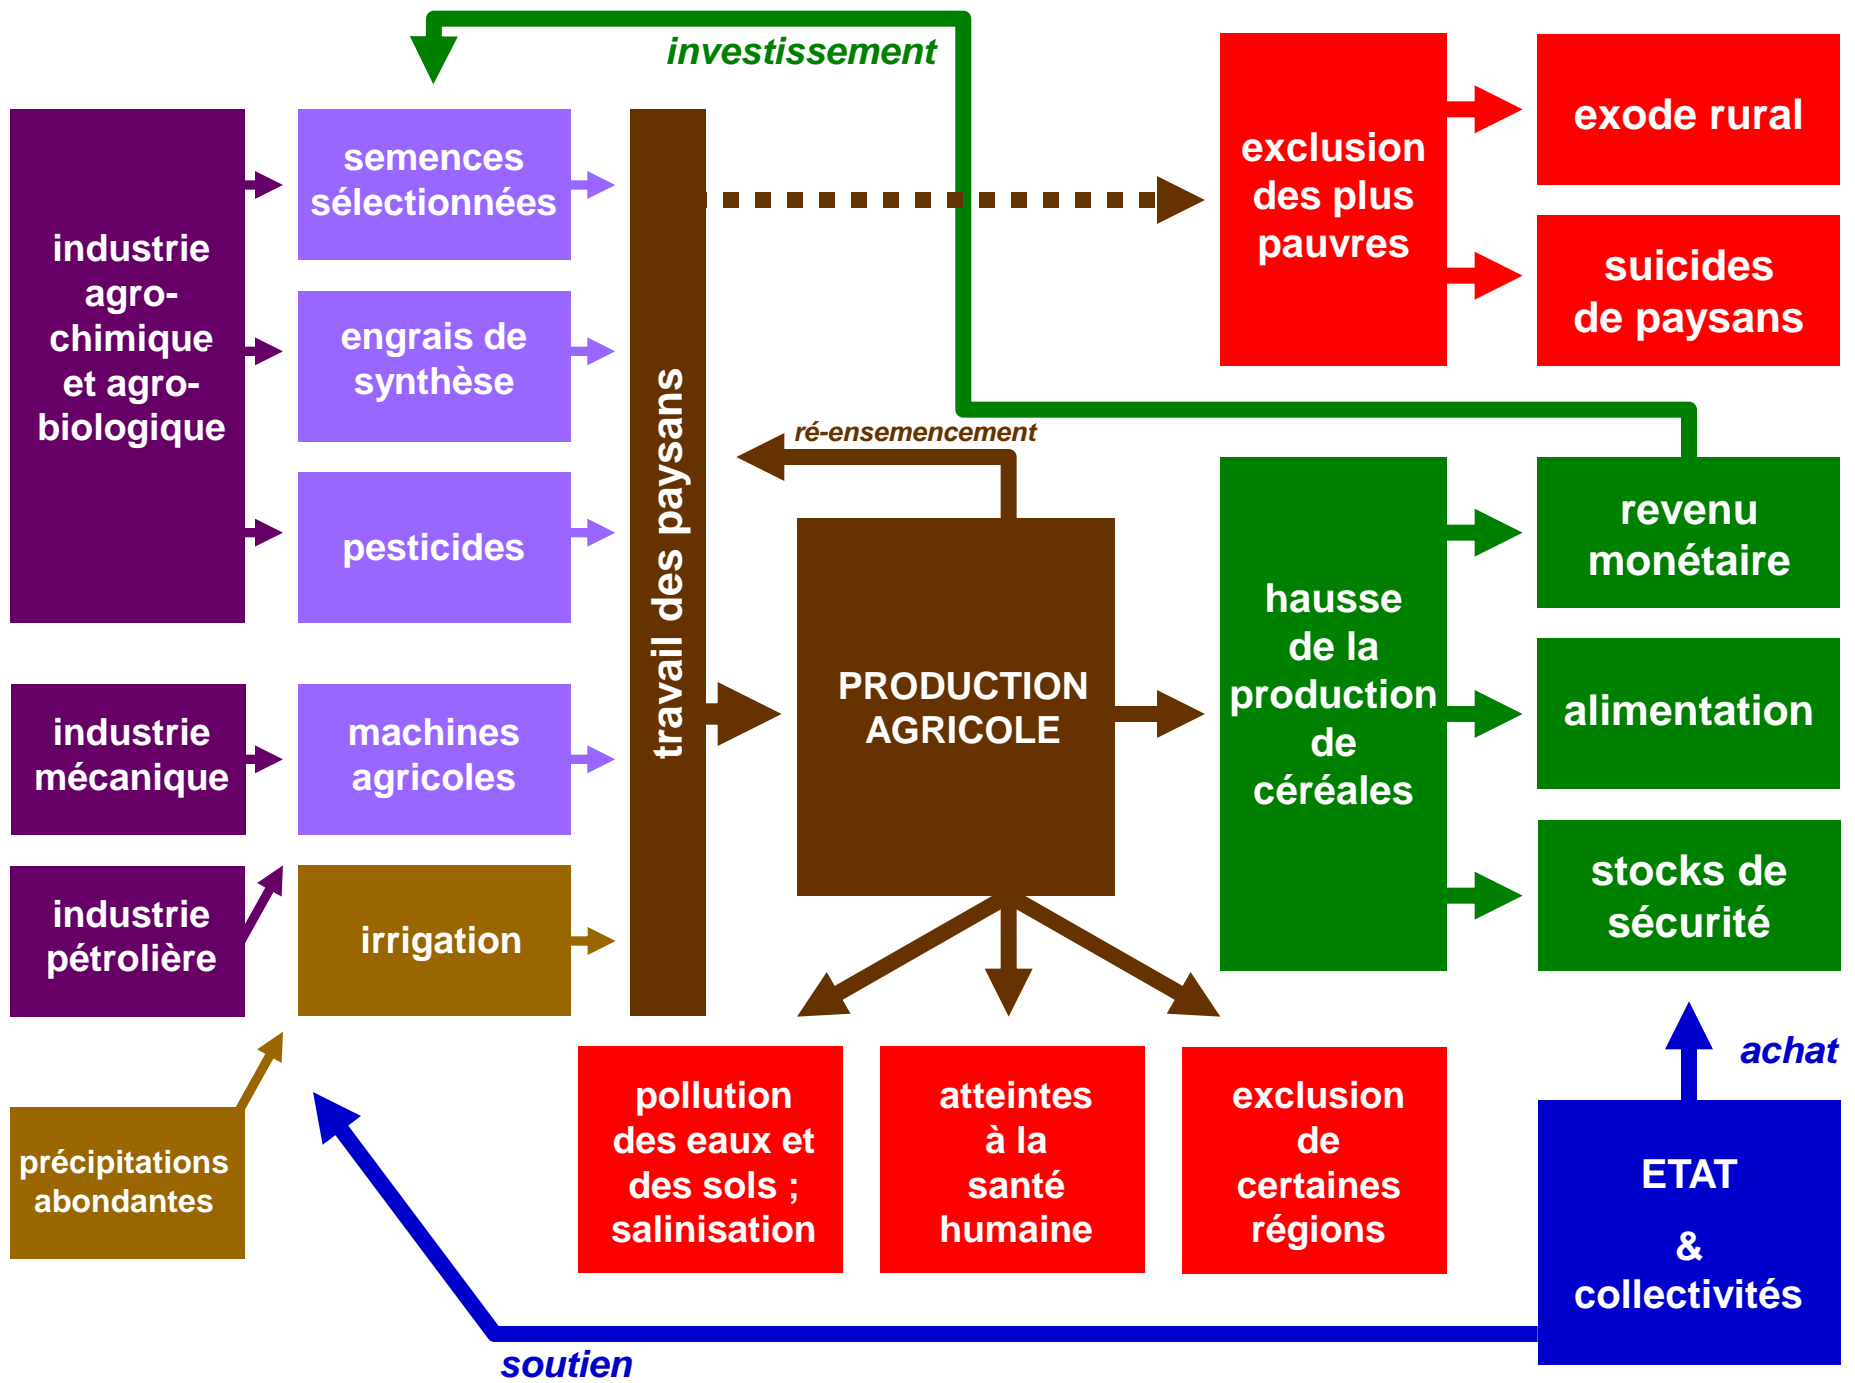 investissement
exclusion
des plus
pauvres
exode rural
suicides
de paysans
industrie
agro-
chimique
et agro-
biologique
semences
sélectionnées
engrais de
synthèse
pesticides
travail des paysans
ré-ensemencement
PRODUCTION
AGRICOLE
hausse
de la
production
de
céréales
revenu
monétaire
alimentation
stocks de
sécurité
industrie
mécanique
machines
agricoles
industrie
pétrolière
irrigation
précipitations
abondantes
pollution
des eaux et
des sols ;
salinisation
atteintes
à la
santé
humaine
exclusion
de
certaines
régions
achat
ETAT
&
collectivités
soutien